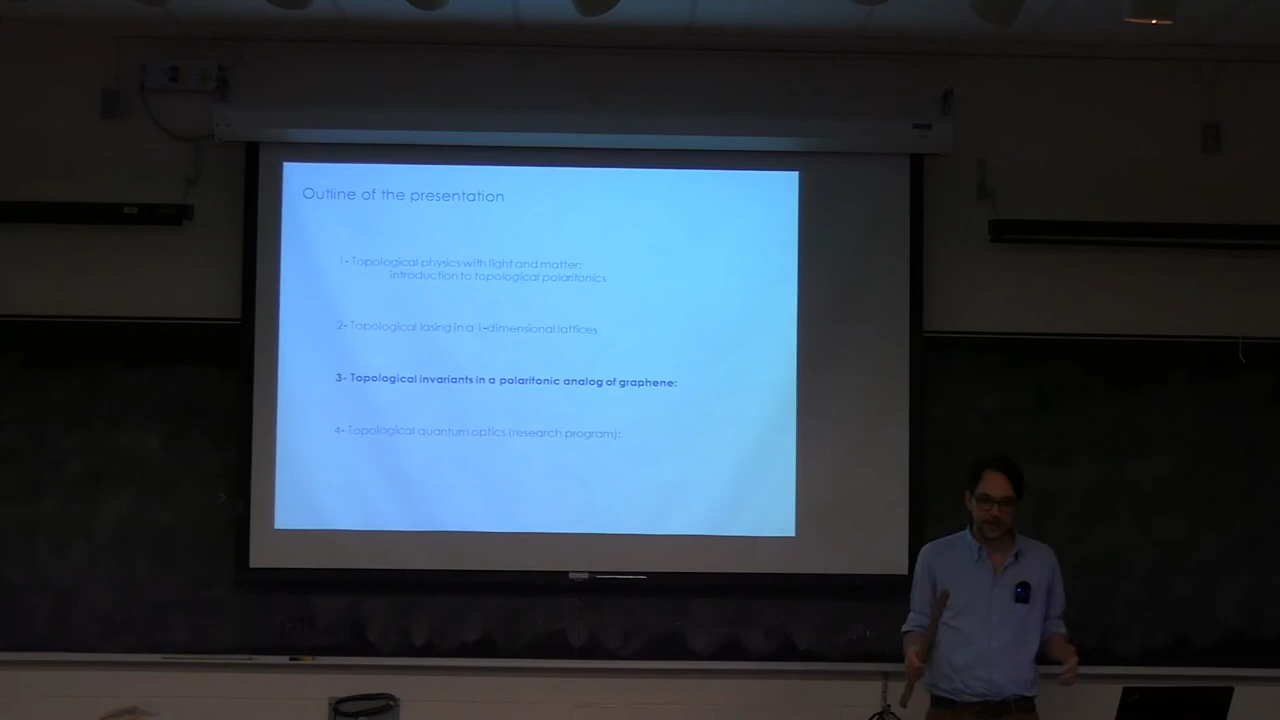 Outline of the presentation
1- Topological physics with light and matter:
introduction to topological polaritonics
2- Topological lasing in a 1-dimensional lattices
3- Topological invariants in a polaritonic analog of graphene:
4- Topological quantum optics (research program):